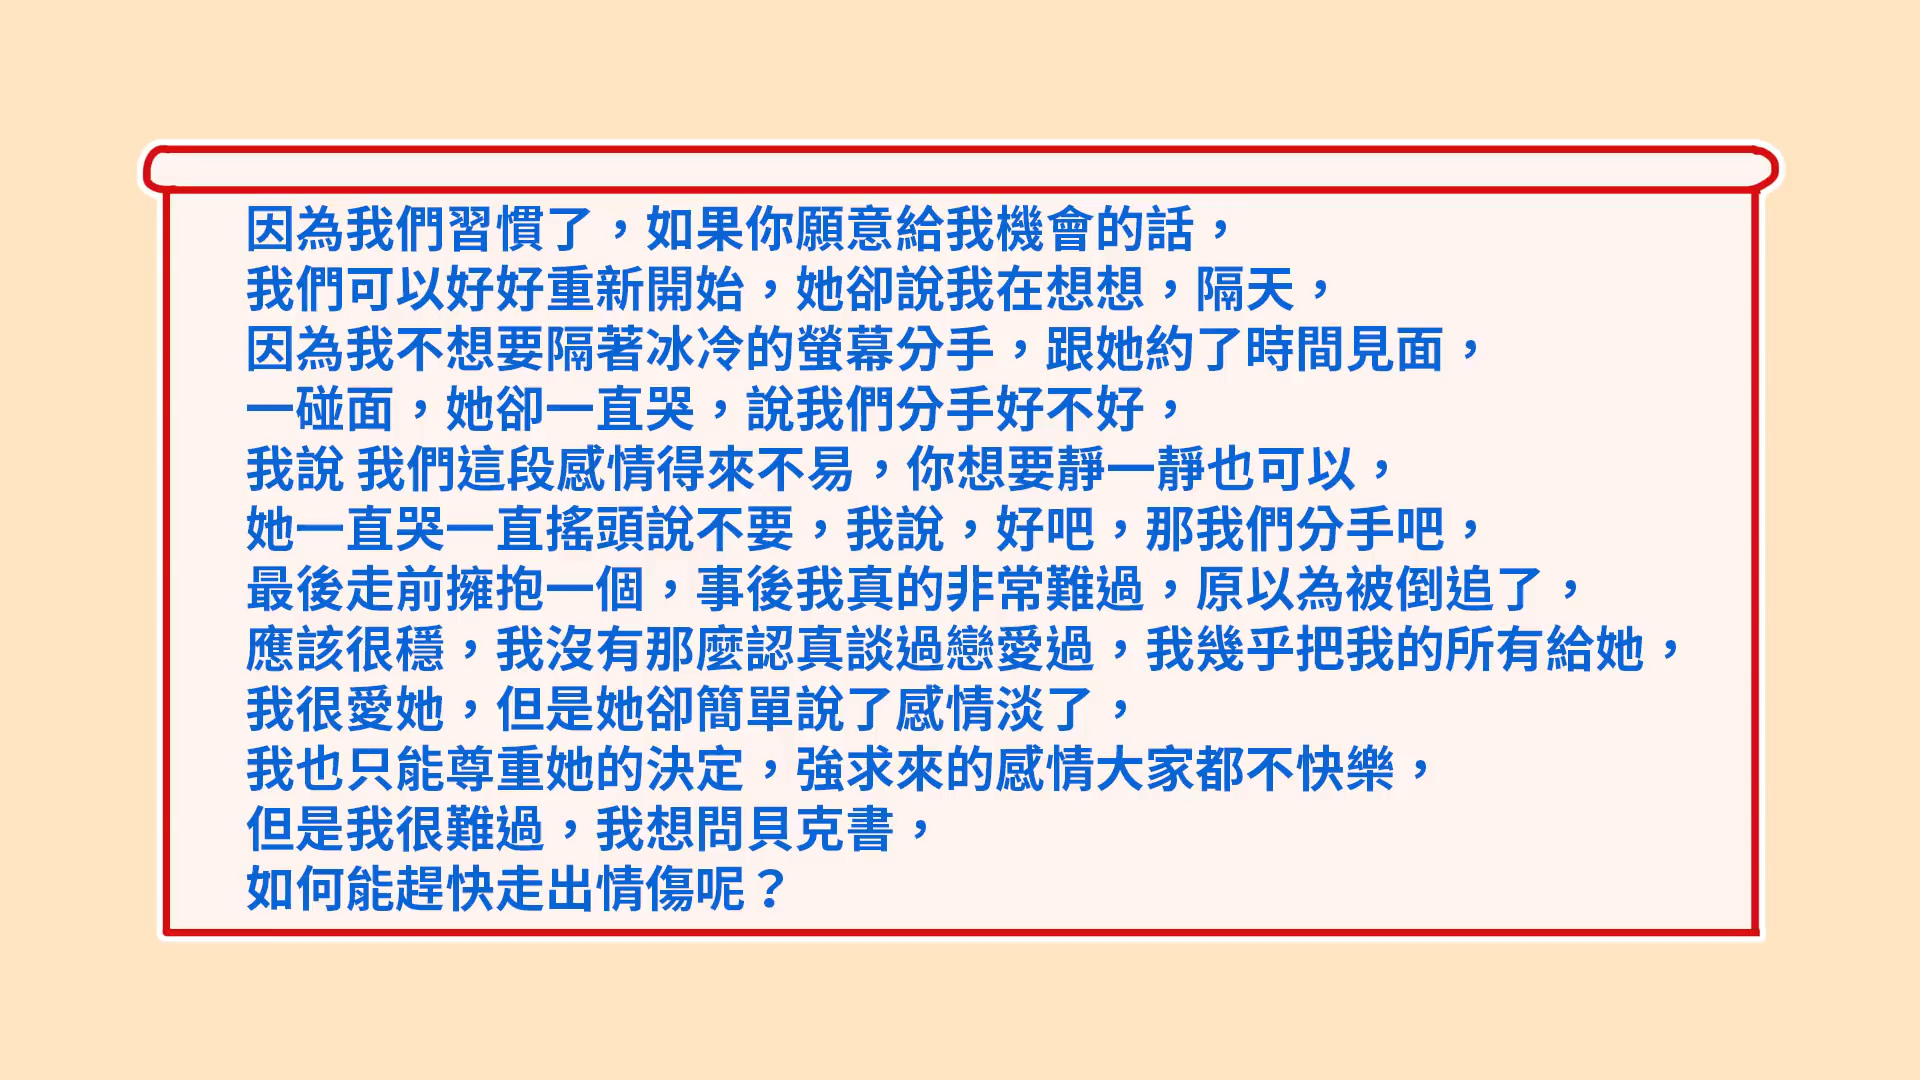 因為我們習慣了，如果你願意給我機會的話，
我們可以好好重新開始，她卻說我在想想，隔天，
因為我不想要隔著冰冷的螢幕分手，跟她約了時間見面，
一碰面，她卻一直哭，說我們分手好不好，
我說 我們這段感情得來不易，你想要靜一靜也可以，
她一直哭一直搖頭說不要，我說，好吧，那我們分手吧，
最後走前擁抱一個，事後我真的非常難過，原以為被倒追了，
應該很穩，我沒有那麼認真談過戀愛過，我幾乎把我的所有給她，
我很愛她，但是她卻簡單說了感情淡了，
我也只能尊重她的決定，強求來的感情大家都不快樂，
但是我很難過，我想問貝克書，
如何能趕快走出情傷呢？